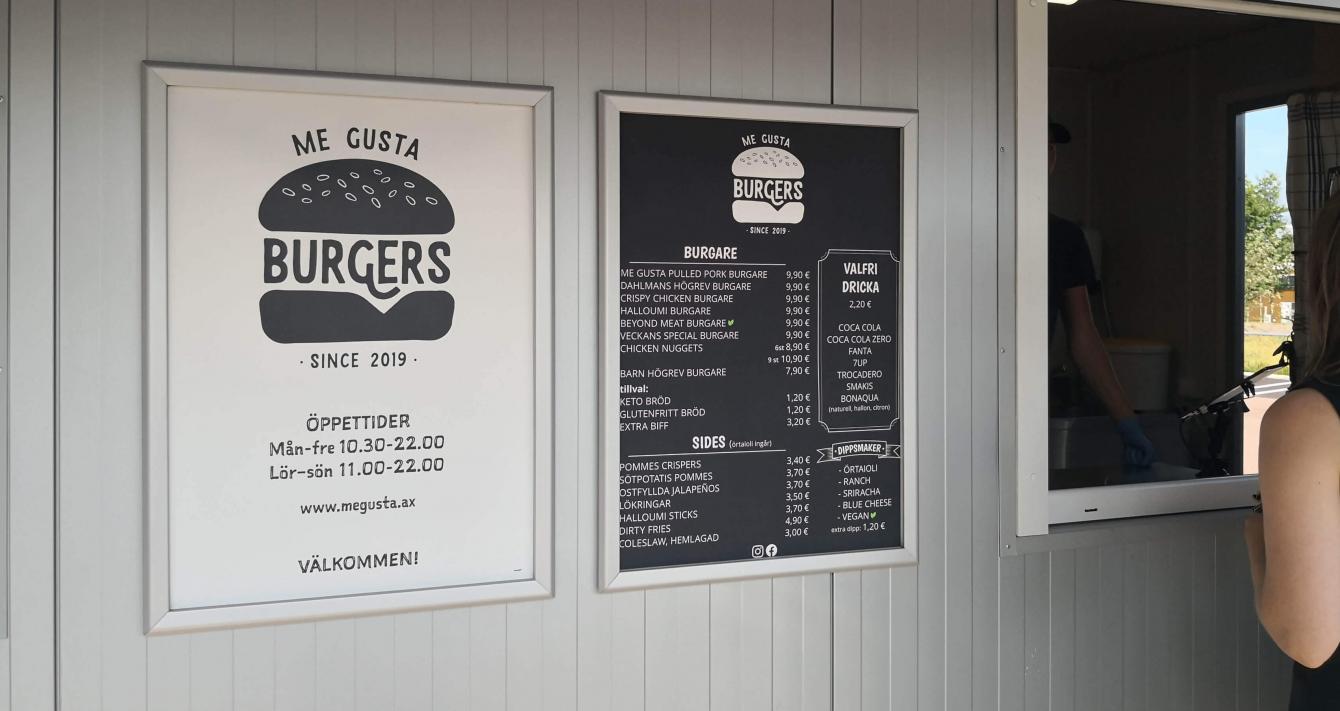 ME GUSTA
BURGERS
· SINCE 2019 ·
ÖPPETTIDER
Mån-fre 10.30-22.00
Lör-sön 11.00-22.00
www.megusta.ax
VÄLKOMMEN!
ME GUSTA
BURGERS
· SINCE 2019 ·
BURGARE
ME GUSTA PULLED PORK BURGARE 9,90 €
DAHLMANS HÖGREV BURGARE 9,90 €
CRISPY CHICKEN BURGARE 9,90 €
HALLOUMI BURGARE 9,90 €
BEYOND MEAT BURGARE 9,90 €
VECKANS SPECIAL BURGARE 9,90 €
CHICKEN NUGGETS 6st 8,90 €
9 st 10,90 €
BARN HÖGREV BURGARE 7,90 €
tillval:
KETO BRÖD 1,20 €
GLUTENFRITT BRÖD 1,20 €
EXTRA BIFF 3,20 €
SIDES (örtaioli ingår)
POMMES CRISPERS 3,40 €
SÖTPOTATIS POMMES 3,70 €
OSTFYLLDA JALAPEÑOS 3,70 €
LÖKRINGAR 3,50 €
HALLOUMI STICKS 3,70 €
DIRTY FRIES 4,90 €
COLESLAW, HEMLAGAD 3,00 €
VALFRI
DRICKA
2,20 €
COCA COLA
COCA COLA ZERO
FANTA
7UP
TROCADERO
SMAKIS
BONAQUA
(naturell, hallon, citron)
·DIPPSMAKER·
- ÖRTAIOLI
- RANCH
- SRIRACHA
- BLUE CHEESE
- VEGAN
extra dipp: 1,20 €